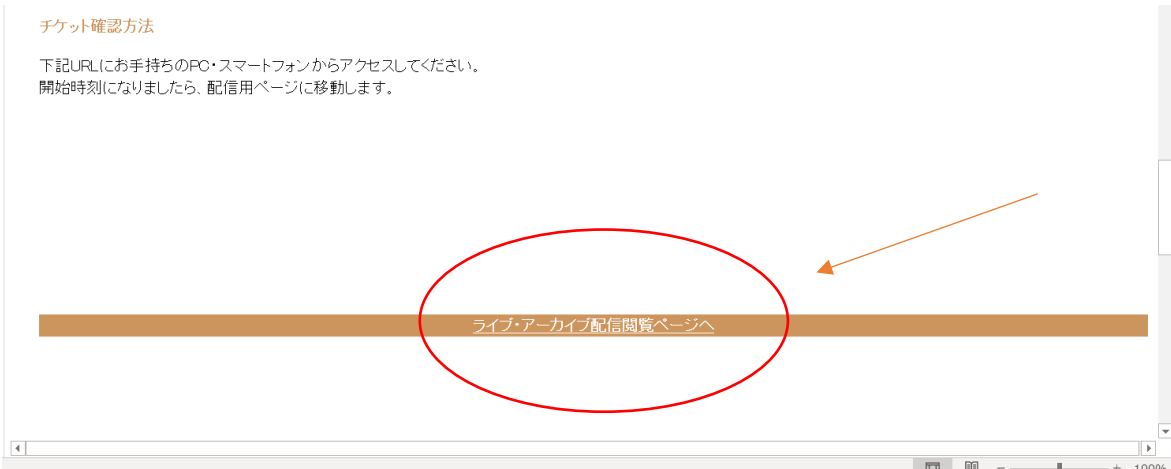 チケット確認方法
下記URLにお手持ちのPC・スマートフォンからアクセスしてください。
開始時刻になりましたら、配信用ページに移動します。
ライブ・アーカイブ配信閲覧ページへ
100%